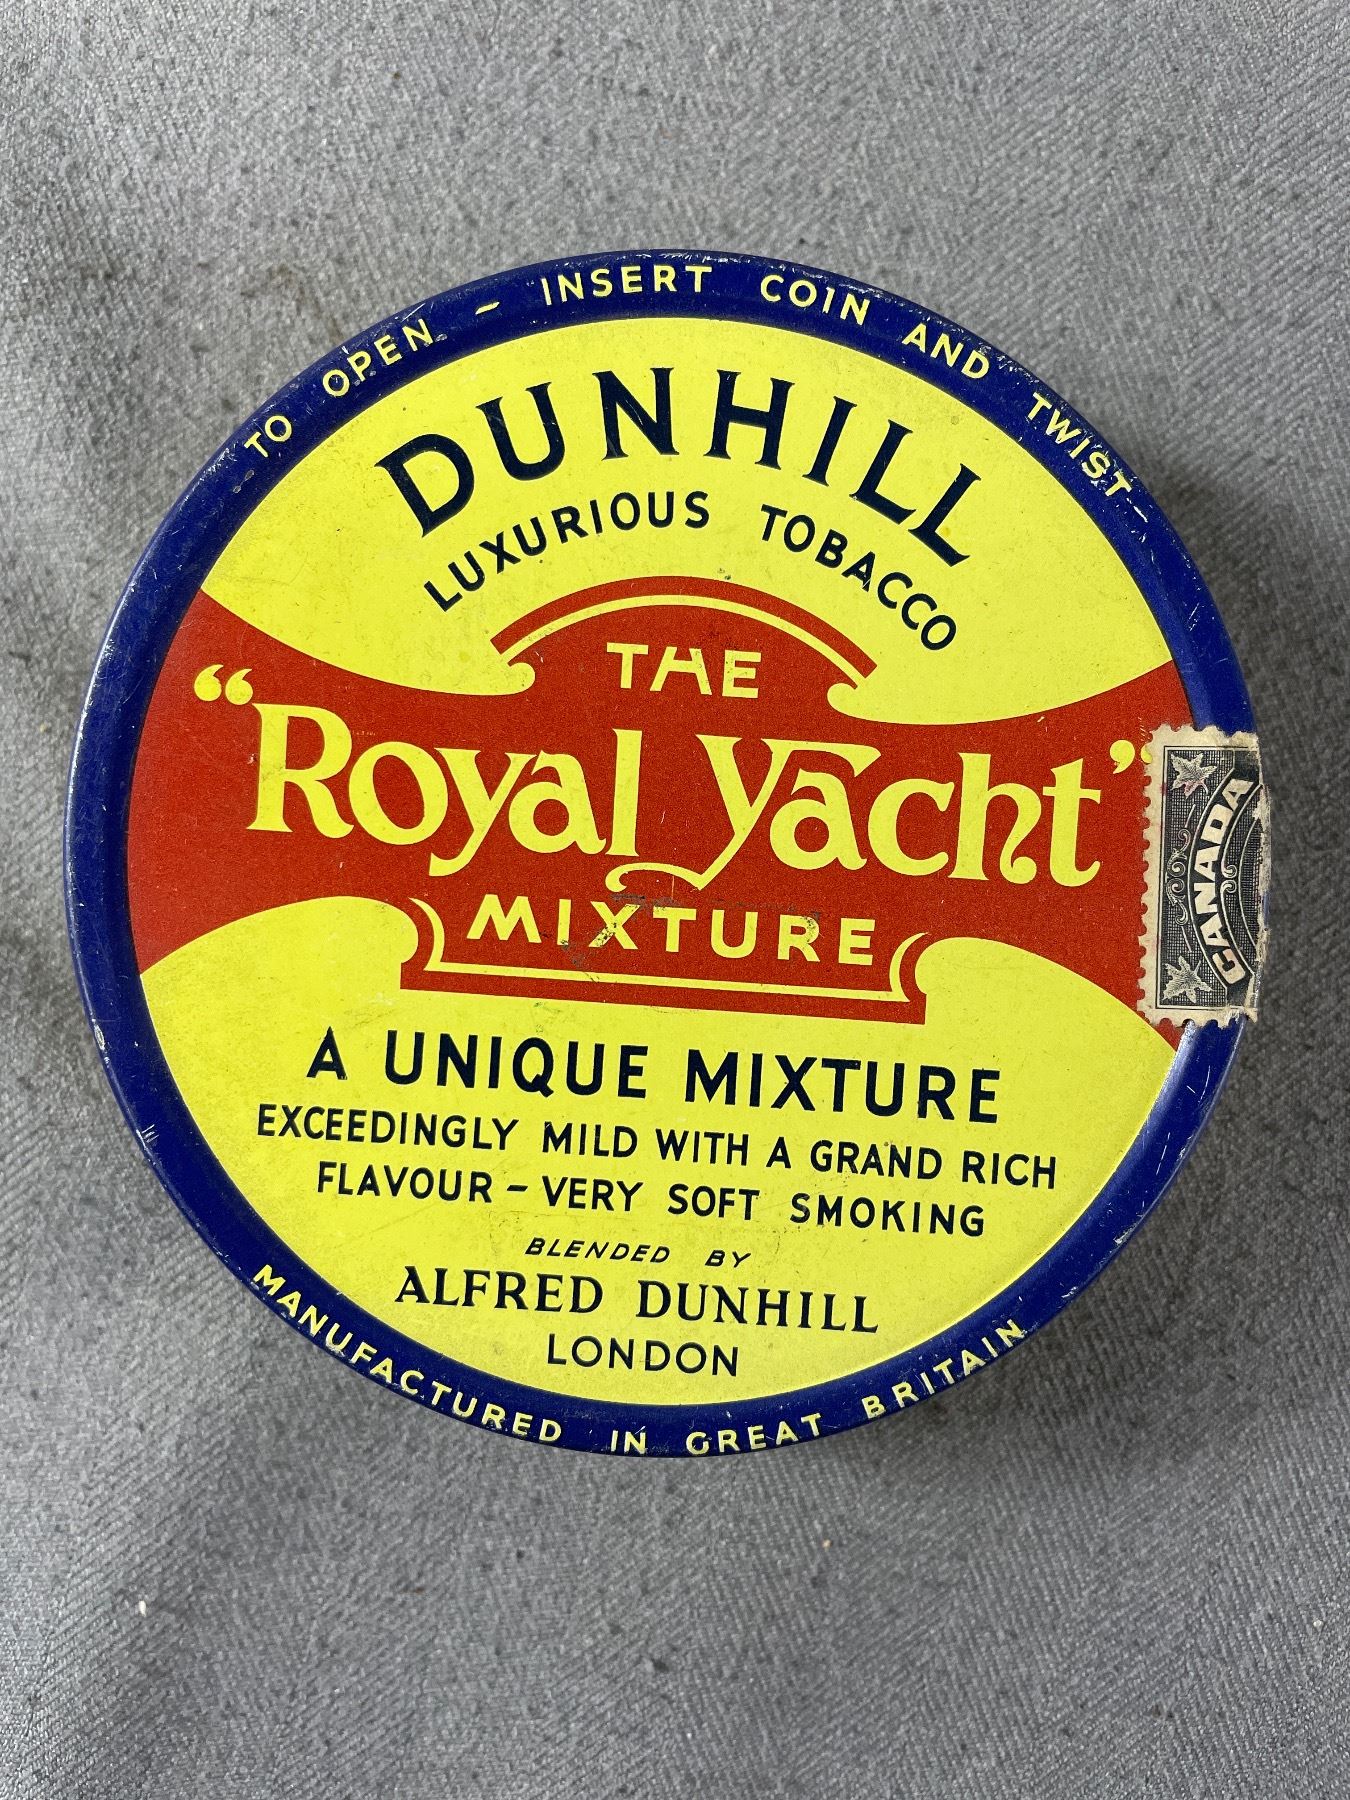 TO OPEN - INSERT COIN AND TWIST
DUNHILL
LUXURIOUS TOBACCO
THE
“Royal Yacht”
MIXTURE
CANADA
A UNIQUE MIXTURE
EXCEEDINGLY MILD WITH A GRAND RICH
FLAVOUR - VERY SOFT SMOKING
BLENDED BY
ALFRED DUNHILL
LONDON
MANUFACTURED IN GREAT BRITAIN